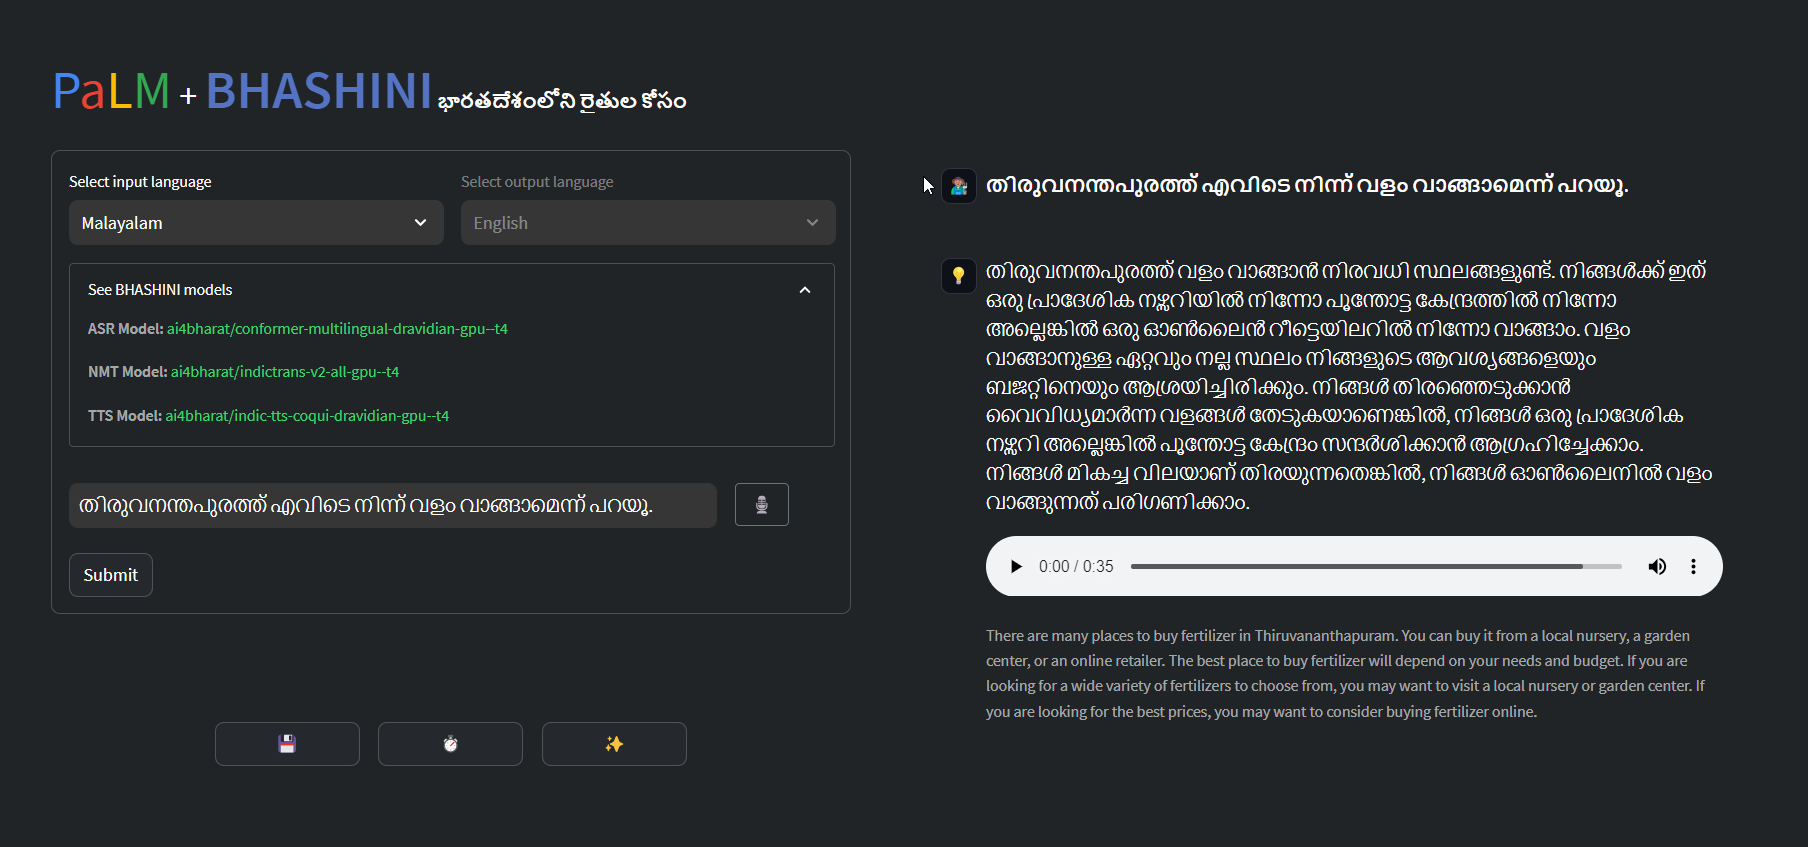 PaLM + BHASHINI భారతదేశంలోని రైతుల కోసం
Select input language
Select output language
Malayalam
English
See BHASHINI models
ASR Model: ai4bharat/conformer-multilingual-dravidian-gpu--t4
NMT Model: ai4bharat/indictrans-v2-all-gpu--t4
TTS Model: ai4bharat/indic-tts-coqui-dravidian-gpu--t4
തിരുവനന്തപുരത്ത് എവിടെ നിന്ന് വളം വാങ്ങാമെന്ന് പറയൂ.
Submit
തിരുവനന്തപുരത്ത് എവിടെ നിന്ന് വളം വാങ്ങാമെന്ന് പറയൂ.
തിരുവനന്തപുരത്ത് വളം വാങ്ങാൻ നിരവധി സ്ഥലങ്ങളുണ്ട്. നിങ്ങൾക്ക് ഇത്
ഒരു പ്രാദേശിക നഴ്സറിയിൽ നിന്നോ പൂന്തോട്ട കേന്ദ്രത്തിൽ നിന്നോ
അല്ലെങ്കിൽ ഒരു ഓൺലൈൻ റീട്ടെയിലറിൽ നിന്നോ വാങ്ങാം. വളം
വാങ്ങാനുള്ള ഏറ്റവും നല്ല സ്ഥലം നിങ്ങളുടെ ആവശ്യങ്ങളെയും
ബജറ്റിനെയും ആശ്രയിച്ചിരിക്കും. നിങ്ങൾ തിരഞ്ഞെടുക്കാൻ
വൈവിധ്യമാർന്ന വളങ്ങൾ തേടുകയാണെങ്കിൽ, നിങ്ങൾ ഒരു പ്രാദേശിക
നഴ്സറി അല്ലെങ്കിൽ പൂന്തോട്ട കേന്ദ്രം സന്ദർശിക്കാൻ ആഗ്രഹിച്ചേക്കാം.
നിങ്ങൾ മികച്ച വിലയാണ് തിരയുന്നതെങ്കിൽ, നിങ്ങൾ ഓൺലൈനിൽ വളം
വാങ്ങുന്നത് പരിഗണിക്കാം.
0:00 / 0:35
There are many places to buy fertilizer in Thiruvananthapuram. You can buy it from a local nursery, a garden
center, or an online retailer. The best place to buy fertilizer will depend on your needs and budget. If you are
looking for a wide variety of fertilizers to choose from, you may want to visit a local nursery or garden center. If
you are looking for the best prices, you may want to consider buying fertilizer online.